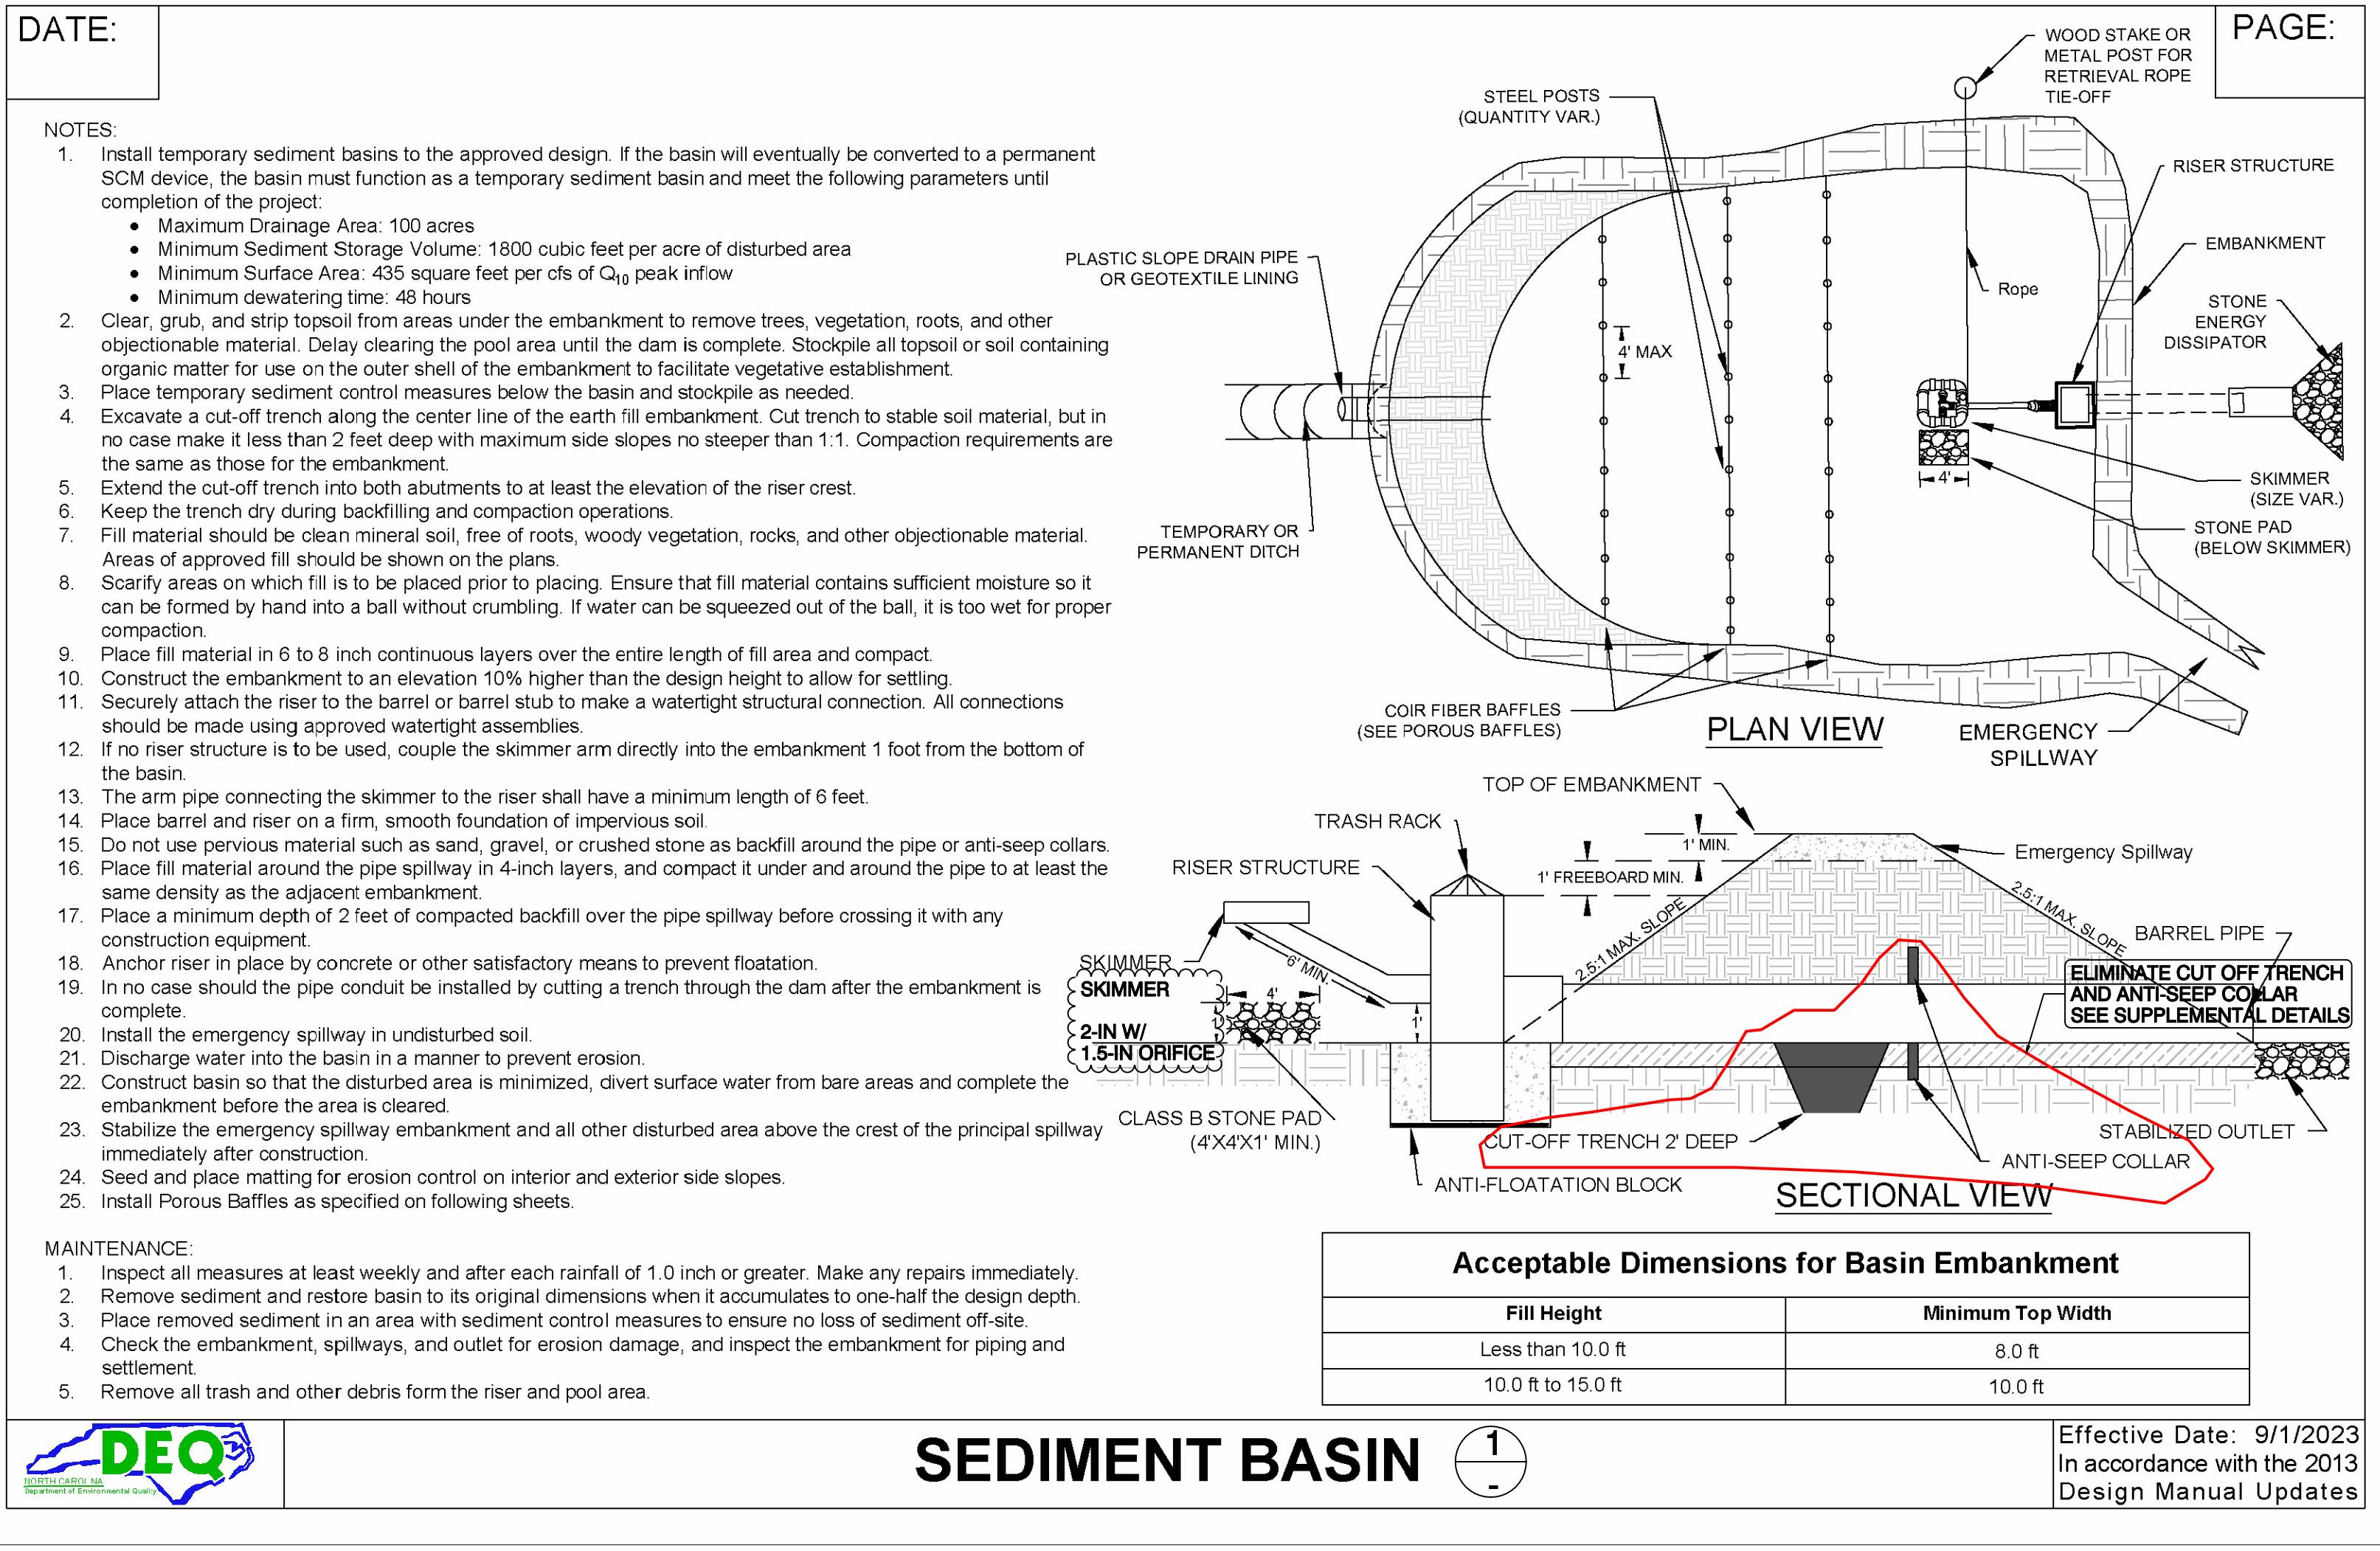 DATE:
PAGE:
NOTES:
1. Install temporary sediment basins to the approved design. If the basin will eventually be converted to a permanent
SCM device, the basin must function as a temporary sediment basin and meet the following parameters until
completion of the project:
• Maximum Drainage Area: 100 acres
• Minimum Sediment Storage Volume: 1800 cubic feet per acre of disturbed area
• Minimum Surface Area: 435 square feet per cfs of Q10 peak inflow
• Minimum dewatering time: 48 hours
2. Clear, grub, and strip topsoil from areas under the embankment to remove trees, vegetation, roots, and other
objectionable material. Delay clearing the pool area until the dam is complete. Stockpile all topsoil or soil containing
organic matter for use on the outer shell of the embankment to facilitate vegetative establishment.
3. Place temporary sediment control measures below the basin and stockpile as needed.
4. Excavate a cut-off trench along the center line of the earth fill embankment. Cut trench to stable soil material, but in
no case make it less than 2 feet deep with maximum side slopes no steeper than 1:1. Compaction requirements are
the same as those for the embankment.
5. Extend the cut-off trench into both abutments to at least the elevation of the riser crest.
6. Keep the trench dry during backfilling and compaction operations.
7. Fill material should be clean mineral soil, free of roots, woody vegetation, rocks, and other objectionable material.
Areas of approved fill should be shown on the plans.
8. Scarify areas on which fill is to be placed prior to placing. Ensure that fill material contains sufficient moisture so it
can be formed by hand into a ball without crumbling. If water can be squeezed out of the ball, it is too wet for proper
compaction.
9. Place fill material in 6 to 8 inch continuous layers over the entire length of fill area and compact.
10. Construct the embankment to an elevation 10% higher than the design height to allow for settling.
11. Securely attach the riser to the barrel or barrel stub to make a watertight structural connection. All connections
should be made using approved watertight assemblies.
12. If no riser structure is to be used, couple the skimmer arm directly into the embankment 1 foot from the bottom of
the basin.
13. The arm pipe connecting the skimmer to the riser shall have a minimum length of 6 feet.
14. Place barrel and riser on a firm, smooth foundation of impervious soil.
15. Do not use pervious material such as sand, gravel, or crushed stone as backfill around the pipe or anti-seep collars.
16. Place fill material around the pipe spillway in 4-inch layers, and compact it under and around the pipe to at least the
same density as the adjacent embankment.
17. Place a minimum depth of 2 feet of compacted backfill over the pipe spillway before crossing it with any
construction equipment.
18. Anchor riser in place by concrete or other satisfactory means to prevent floatation.
19. In no case should the pipe conduit be installed by cutting a trench through the dam after the embankment is
complete.
20. Install the emergency spillway in undisturbed soil.
21. Discharge water into the basin in a manner to prevent erosion.
22. Construct basin so that the disturbed area is minimized, divert surface water from bare areas and complete the
embankment before the area is cleared.
23. Stabilize the emergency spillway embankment and all other disturbed area above the crest of the principal spillway
immediately after construction.
24. Seed and place matting for erosion control on interior and exterior side slopes.
25. Install Porous Baffles as specified on following sheets.
MAINTENANCE:
1. Inspect all measures at least weekly and after each rainfall of 1.0 inch or greater. Make any repairs immediately.
2. Remove sediment and restore basin to its original dimensions when it accumulates to one-half the design depth.
3. Place removed sediment in an area with sediment control measures to ensure no loss of sediment off-site.
4. Check the embankment, spillways, and outlet for erosion damage, and inspect the embankment for piping and
settlement.
5. Remove all trash and other debris form the riser and pool area.
WOOD STAKE OR
METAL POST FOR
RETRIEVAL ROPE
TIE-OFF
STEEL POSTS
(QUANTITY VAR.)
RISER STRUCTURE
EMBANKMENT
PLASTIC SLOPE DRAIN PIPE
OR GEOTEXTILE LINING
Rope
STONE
ENERGY
DISSIPATOR
4' MAX
4'
SKIMMER
(SIZE VAR.)
STONE PAD
(BELOW SKIMMER)
TEMPORARY OR
PERMANENT DITCH
COIR FIBER BAFFLES
(SEE POROUS BAFFLES)
PLAN VIEW
EMERGENCY
SPILLWAY
TOP OF EMBANKMENT
TRASH RACK
1' MIN.
Emergency Spillway
RISER STRUCTURE
1' FREEBOARD MIN.
2.5:1 MAX. SLOPE
2.5:1 MAX. SLOPE
BARREL PIPE
SKIMMER
6' MIN.
ELIMINATE CUT OFF TRENCH
AND ANTI-SEEP COLLAR
SEE SUPPLEMENTAL DETAILS
SKIMMER
2-IN W/
1.5-IN ORIFICE
4'
1'
1'
CLASS B STONE PAD
(4'X4'X1' MIN.)
CUT-OFF TRENCH 2' DEEP
STABILIZED OUTLET
ANTI-SEEP COLLAR
ANTI-FLOATATION BLOCK
SECTIONAL VIEW
Acceptable Dimensions for Basin Embankment
Fill Height Minimum Top Width
Less than 10.0 ft 8.0 ft
10.0 ft to 15.0 ft 10.0 ft
DEQ
NORTH CAROLINA
Department of Environmental Quality
SEDIMENT BASIN
1
-
Effective Date: 9/1/2023
In accordance with the 2013
Design Manual Updates